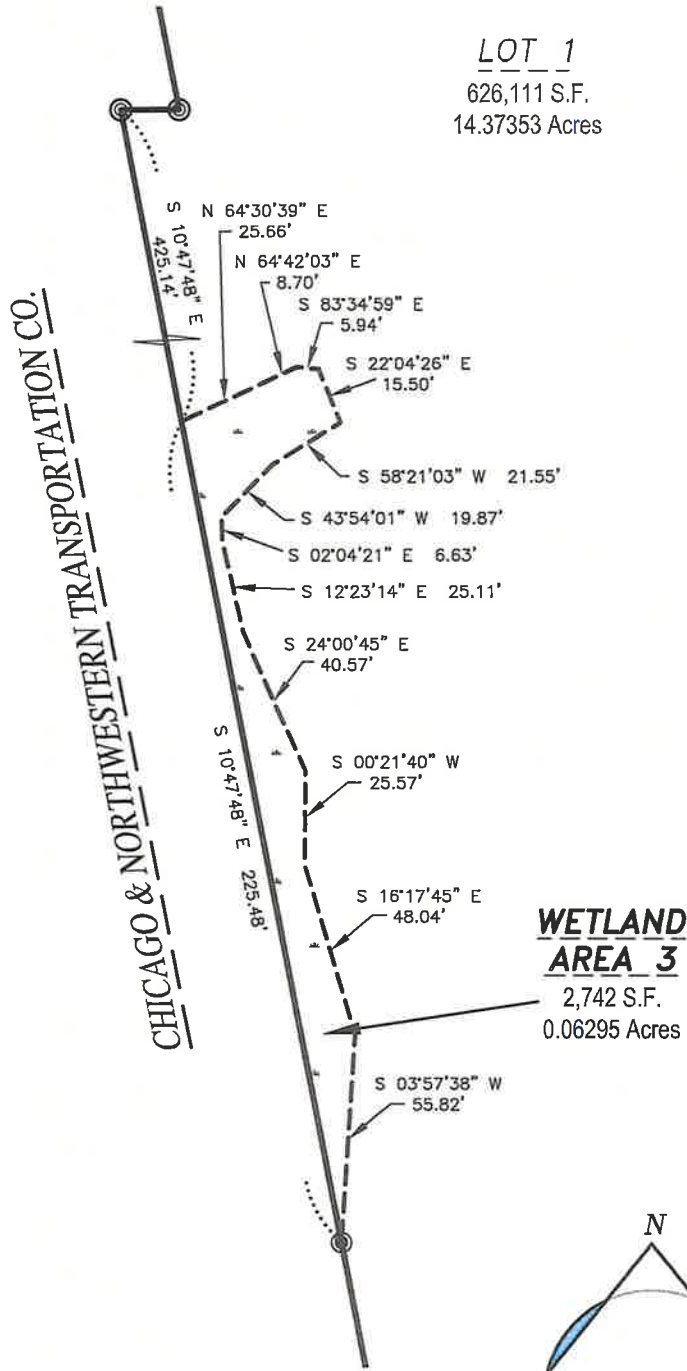 LOT 1
626,111 S.F.
14.37353 Acres
S 10°47'48" E
425.14'
N 64°30'39" E
25.66'
N 64°42'03" E
8.70'
S 83°34'59" E
5.94'
S 22°04'26" E
15.50'
S 58°21'03" W 21.55'
S 43°54'01" W 19.87'
S 02°04'21" E 6.63'
S 12°23'14" E 25.11'
S 24°00'45" E
40.57'
CHICAGO & NORTHWESTERN TRANSPORTATION CO.
S 10°47'48" E 225.48'
S 00°21'40" W
25.57'
S 16°17'45" E
48.04'
WETLAND
AREA 3
2,742 S.F.
0.06295 Acres
S 03°57'38" W
55.82'
N